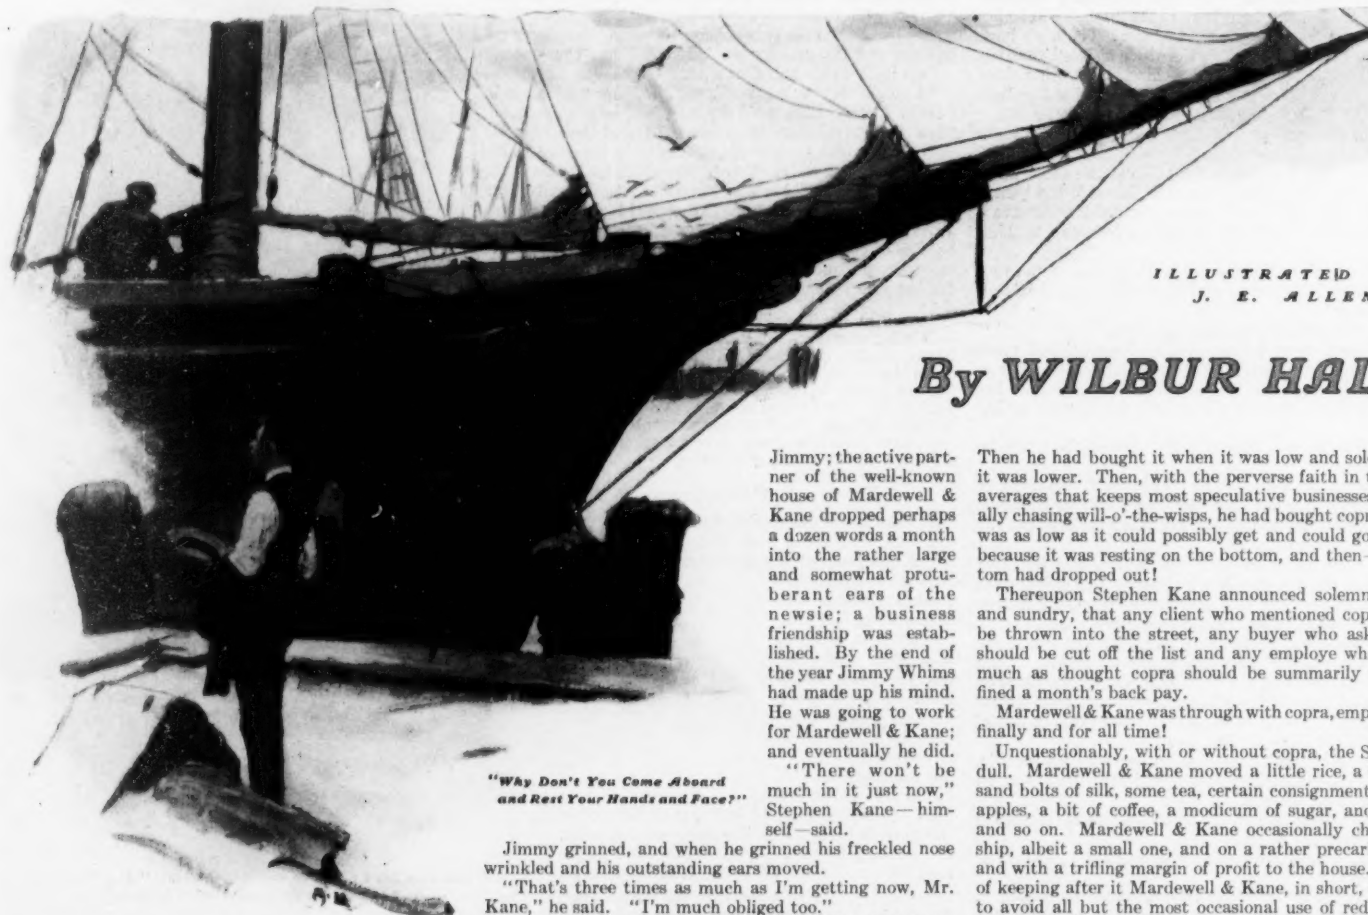 ILLUSTRATED
J. E. ALLEN
By WILBUR HAL
"Why Don't You Come Aboard
and Rest Your Hands and Face?"
Jimmy; the active part-
ner of the well-known
house of Mardewell &
Kane dropped perhaps
a dozen words a month
into the rather large
and somewhat protu-
berant ears of the
newsie; a business
friendship was estab-
lished. By the end of
the year Jimmy Whims
had made up his mind.
He was going to work
for Mardewell & Kane;
and eventually he did.
"There won't be
much in it just now,"
Stephen Kane—him-
self—said.
Jimmy grinned, and when he grinned his freckled nose
wrinkled and his outstanding ears moved.
"That's three times as much as I'm getting now, Mr.
Kane," he said. "I'm much obliged too."
Then he had bought it when it was low and sol
it was lower. Then, with the perverse faith in
averages that keeps most speculative businesses
ally chasing will-o'-the-wisps, he had bought copr
was as low as it could possibly get and could go
because it was resting on the bottom, and then
tom had dropped out!
Thereupon Stephen Kane announced solemn
and sundry, that any client who mentioned cop
be thrown into the street, any buyer who as
should be cut off the list and any employe wh
much as thought copra should be summarily
fined a month's back pay.
Mardewell & Kane was through with copra, emp
finally and for all time!
Unquestionably, with or without copra, the S
dull. Mardewell & Kane moved a little rice, a
sand bolts of silk, some tea, certain consignment
apples, a bit of coffee, a modicum of sugar, and
and so on. Mardewell & Kane occasionally ch
ship, albeit a small one, and on a rather precar
and with a trifling margin of profit to the house.
of keeping after it Mardewell & Kane, in short,
to avoid all but the most occasional use of red